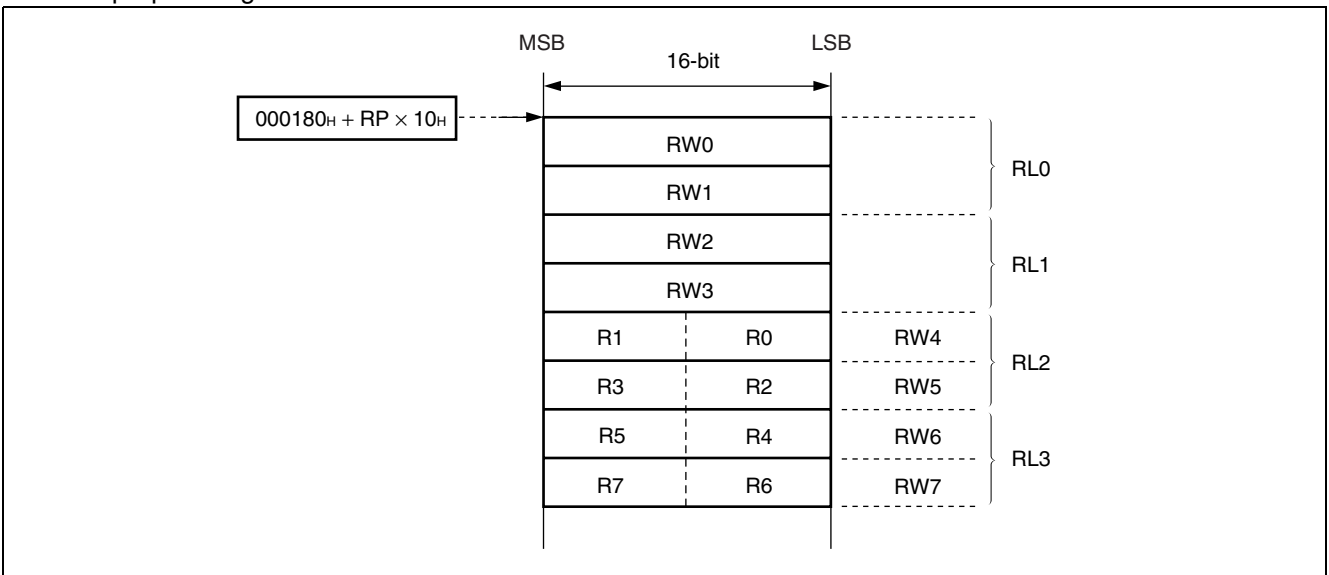 MSB LSB
16-bit
000180H + RP × 10H
RW0
RL0
RW1
RW2
RL1
RW3
R1 R0 RW4
RL2
R3 R2 RW5
R5 R4 RW6
RL3
R7 R6 RW7